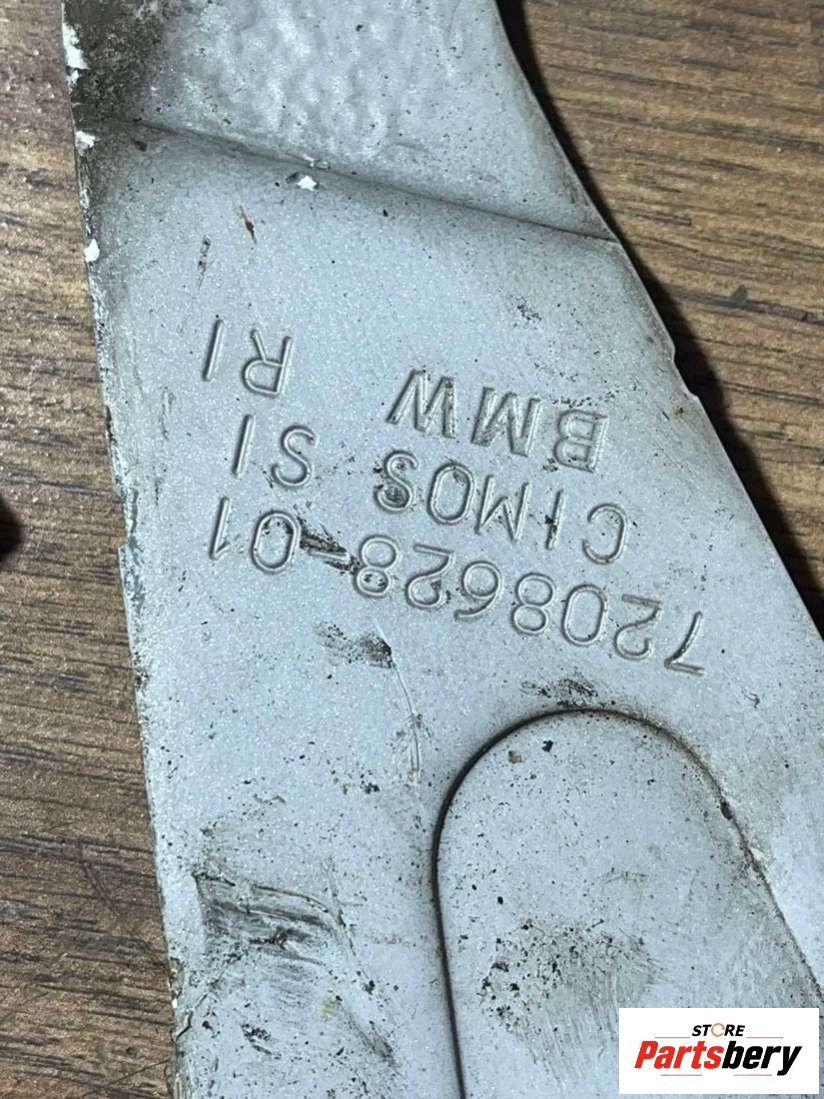 7208628-01
CIMOS SI
BMW RI
STORE
Partsbery